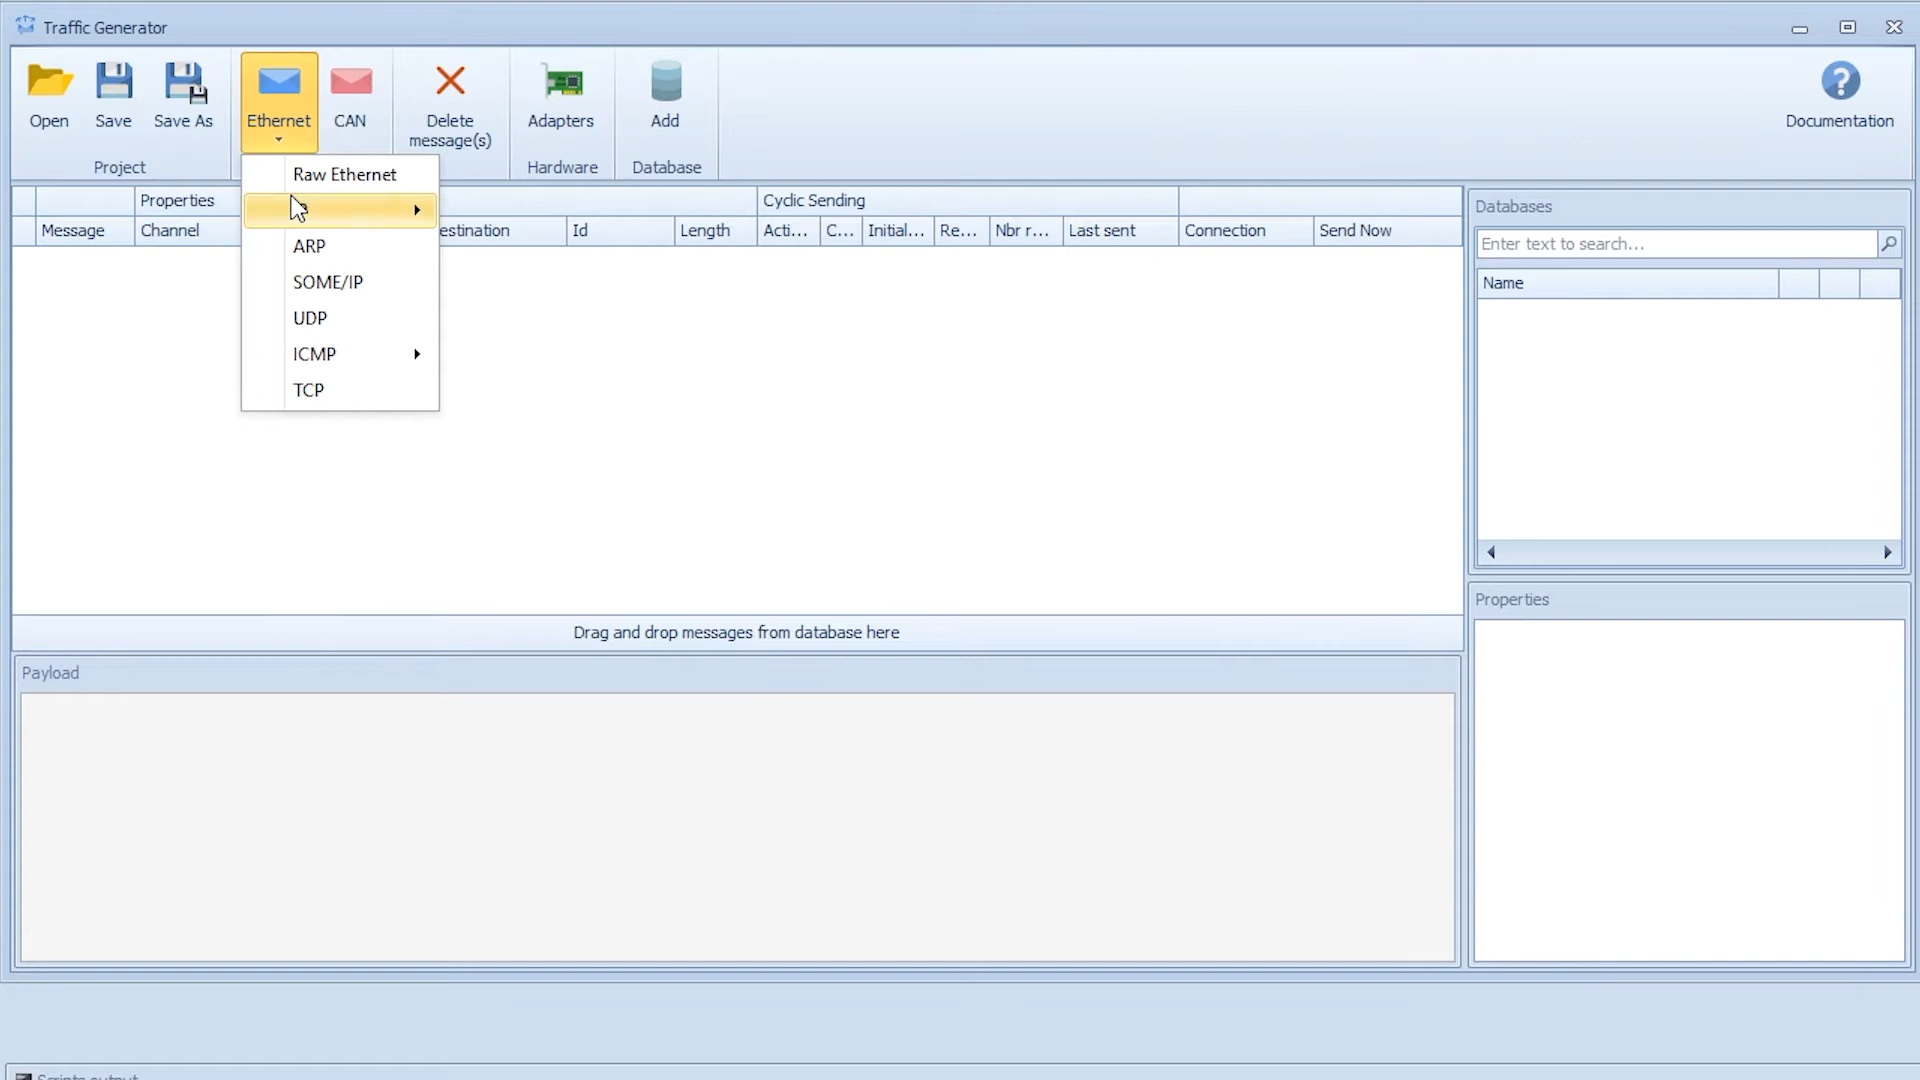 Traffic Generator
Open
Save
Save As
Ethernet
CAN
Delete
message(s)
Adapters
Add
Documentation
Project
Hardware
Database
Raw Ethernet
ARP
SOME/IP
UDP
ICMP
TCP
Properties
Cyclic Sending
Message
Channel
estination
Id
Length
Acti...
C...
Initial...
Re...
Nbr r...
Last sent
Connection
Send Now
Drag and drop messages from database here
Payload
Databases
Enter text to search...
Name
Properties
Scripts output